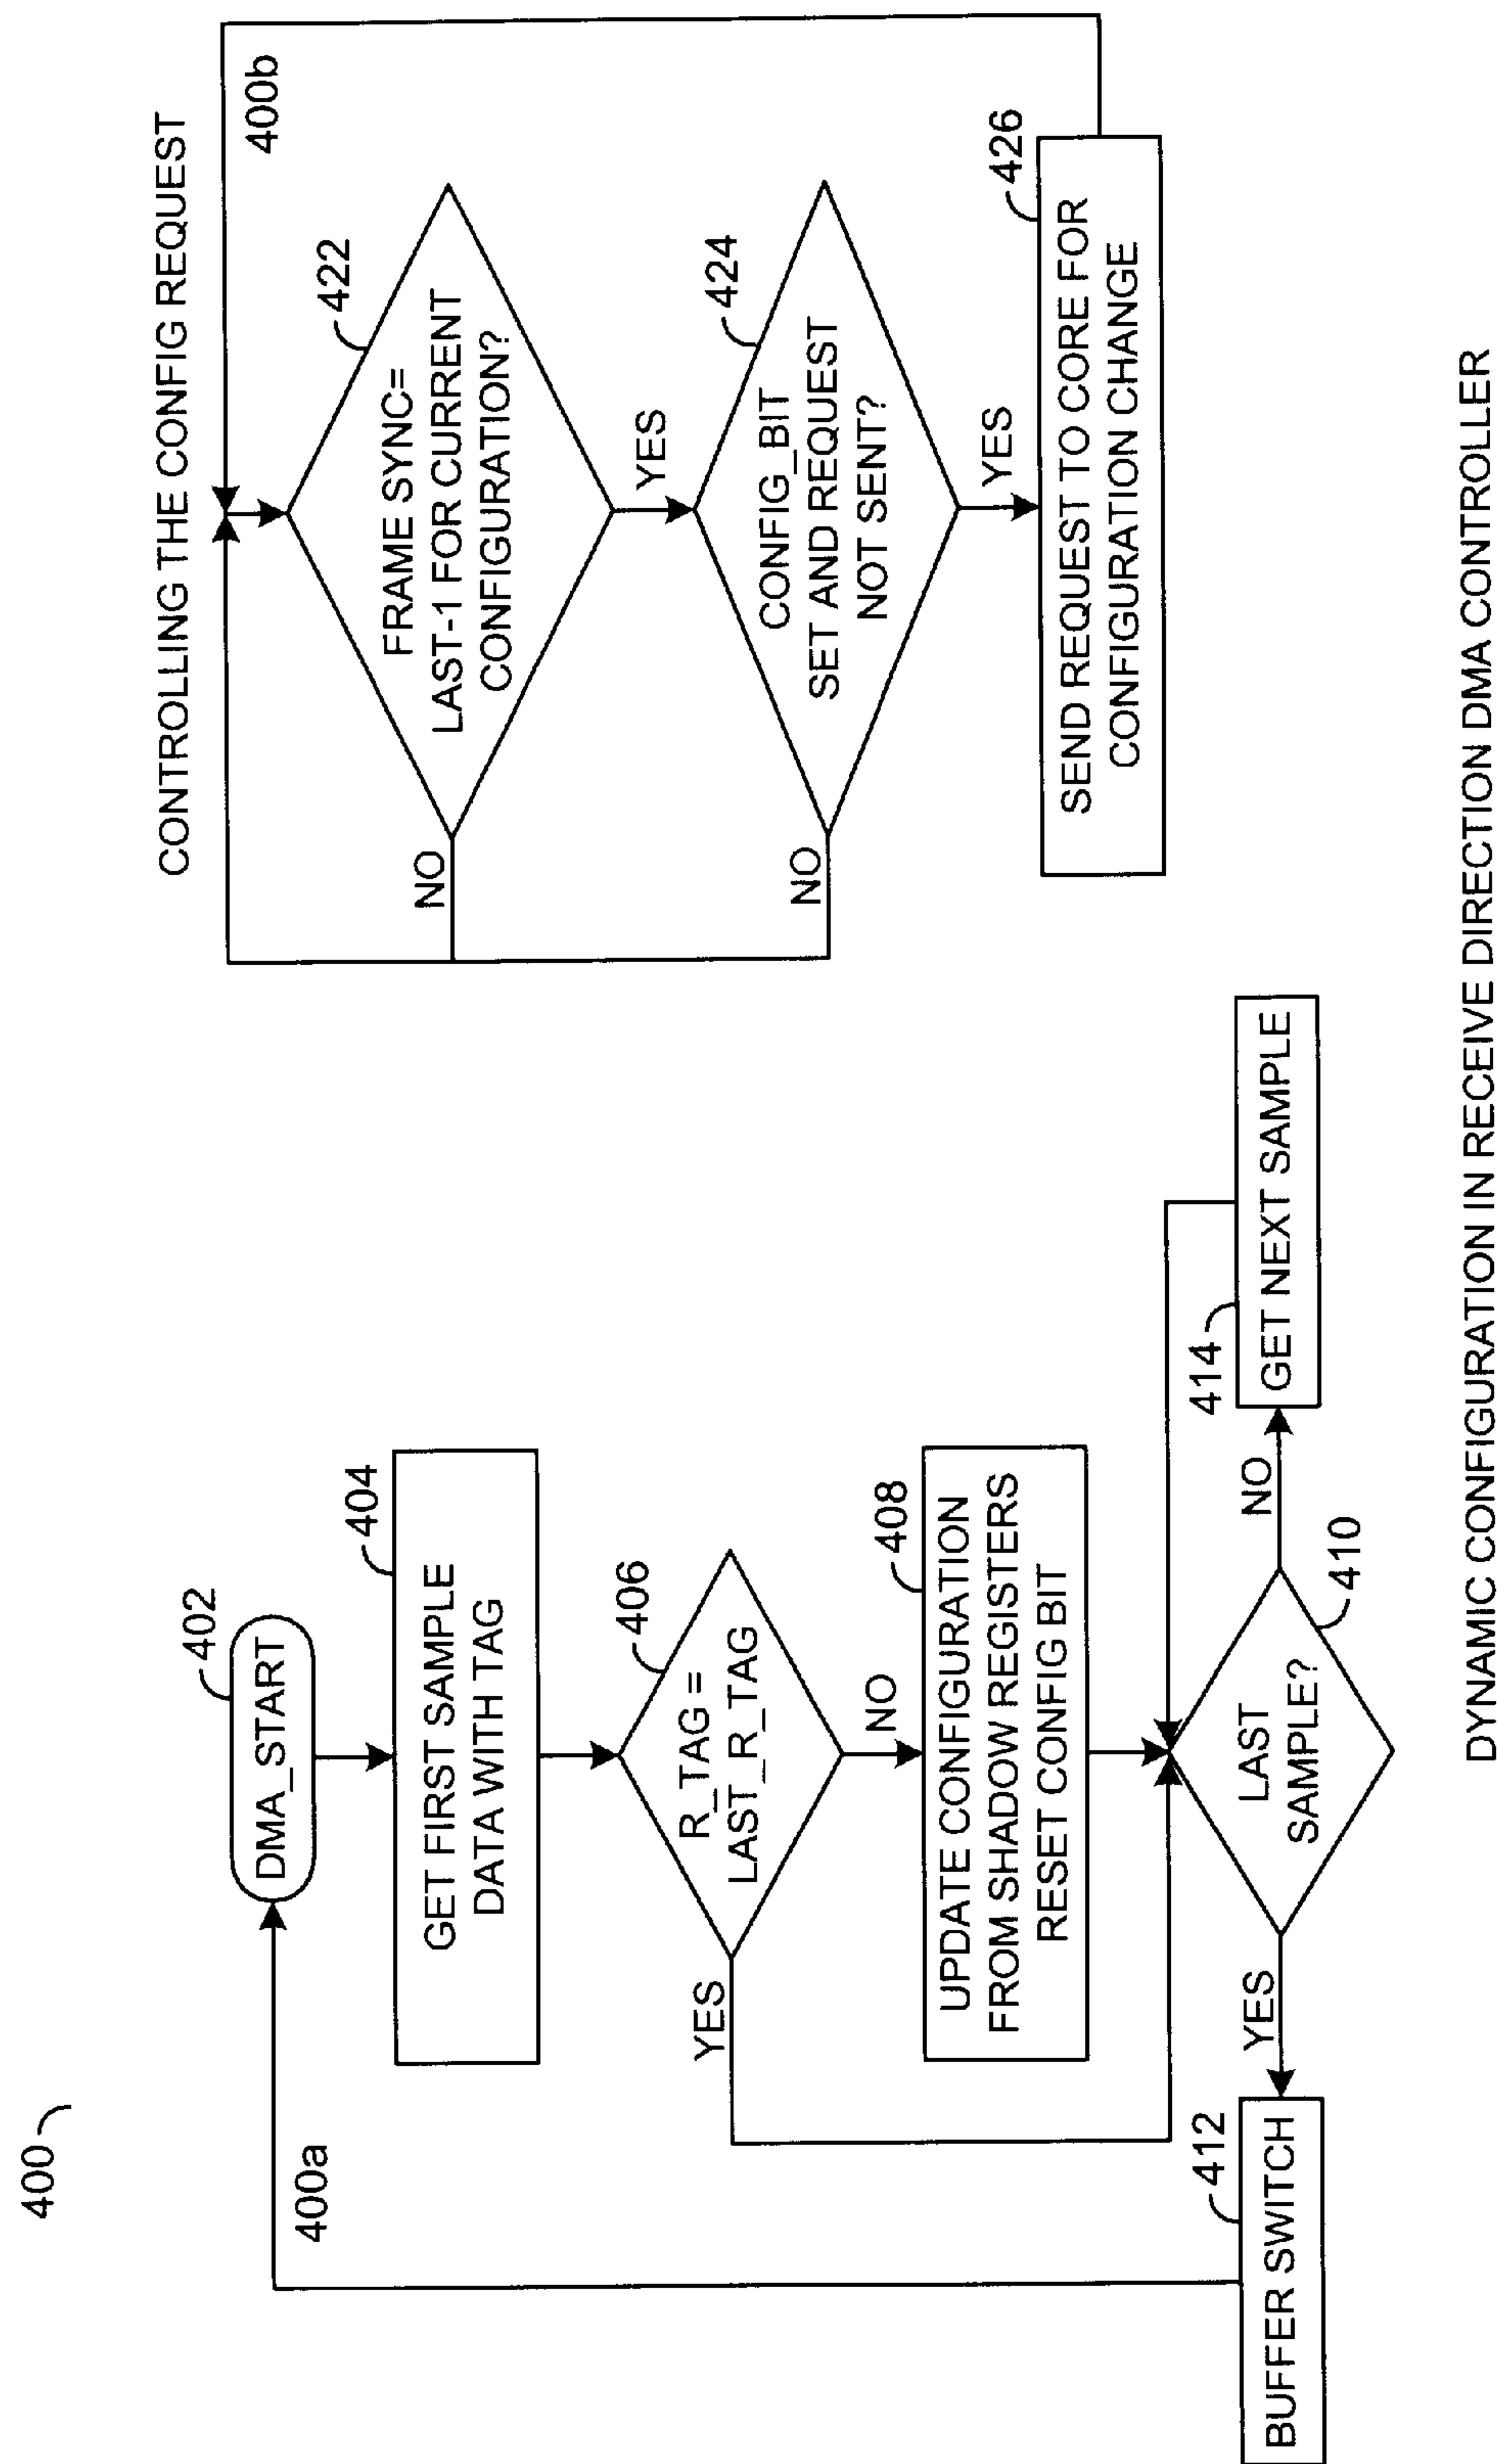 400
400a
402
DMA_START
404
GET FIRST SAMPLE
DATA WITH TAG
406
R_TAG =
LAST_R_TAG
YES
NO
408
UPDATE CONFIGURATION
FROM SHADOW REGISTERS
RESET CONFIG BIT
LAST
SAMPLE?
410
YES
NO
412
BUFFER SWITCH
414
GET NEXT SAMPLE
CONTROLLING THE CONFIG REQUEST
400b
422
FRAME SYNC=
LAST-1 FOR CURRENT
CONFIGURATION?
NO
YES
424
CONFIG_BIT
SET AND REQUEST
NOT SENT?
NO
YES
426
SEND REQUEST TO CORE FOR
CONFIGURATION CHANGE
DYNAMIC CONFIGURATION IN RECEIVE DIRECTION DMA CONTROLLER